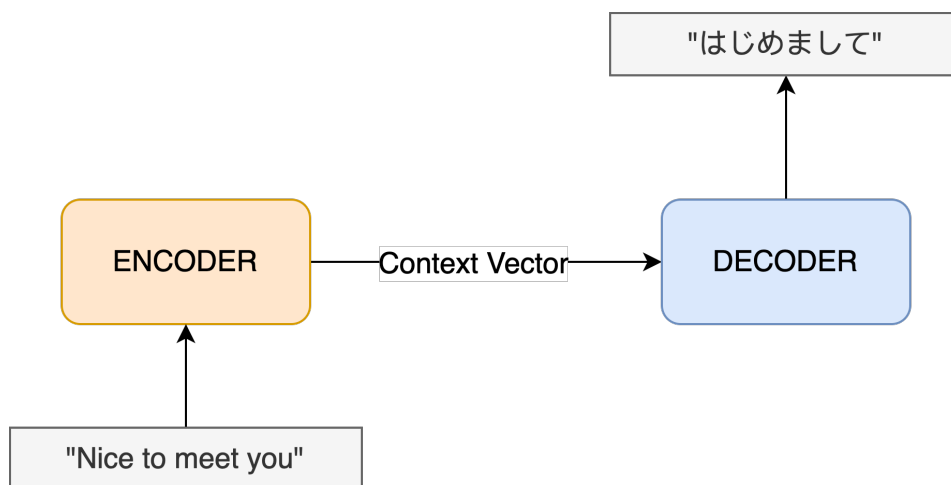 "はじめまして"
ENCODER
Context Vector
DECODER
"Nice to meet you"